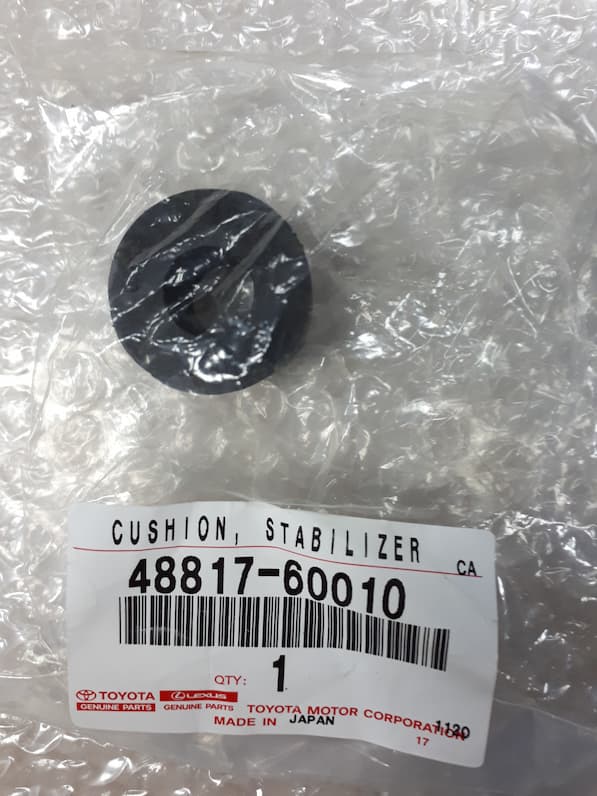 CUSHION, STABILIZER
CA
48817-60010
QTY: 1
TOYOTA LEXUS
GENUINE PARTS GENUINE PARTS
TOYOTA MOTOR CORPORATION
MADE IN JAPAN
1120
17